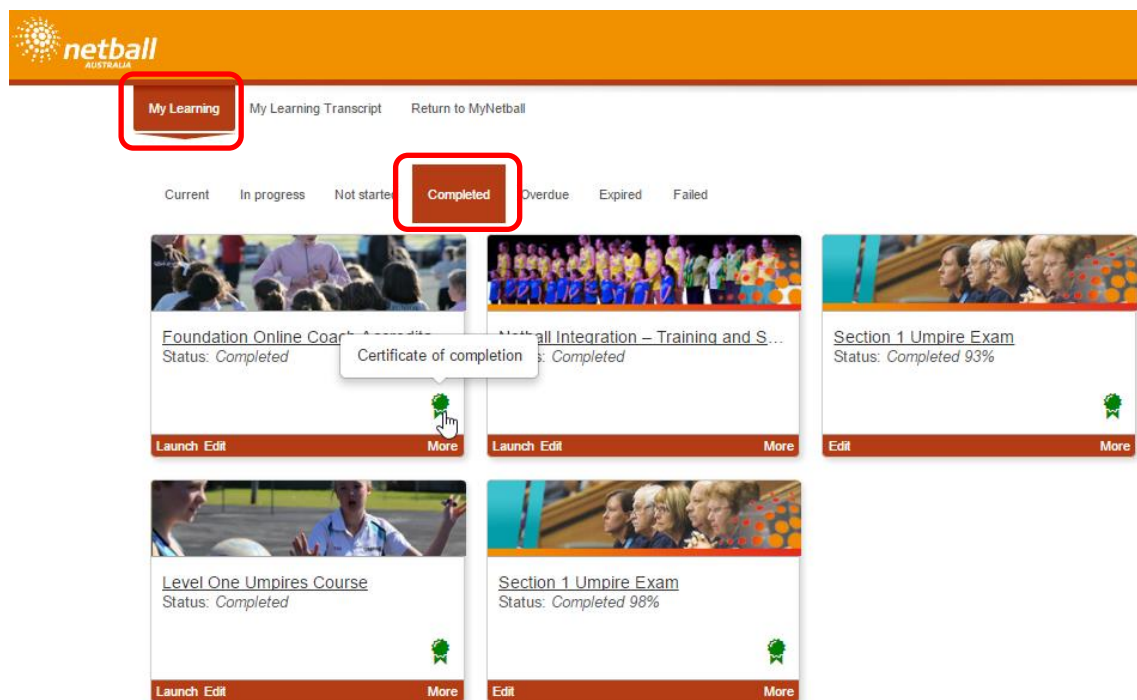 netball
AUSTRALIA
My Learning My Learning Transcript Return to MyNetball
Current In progress Not started Completed Overdue Expired Failed
Foundation Online Coach
Status: Completed
Certificate of completion
Launch Edit More
Integration – Training and S...
Completed
Launch Edit More
Section 1 Umpire Exam
Status: Completed 93%
Edit More
Level One Umpires Course
Status: Completed
Launch Edit More
Section 1 Umpire Exam
Status: Completed 98%
Edit More